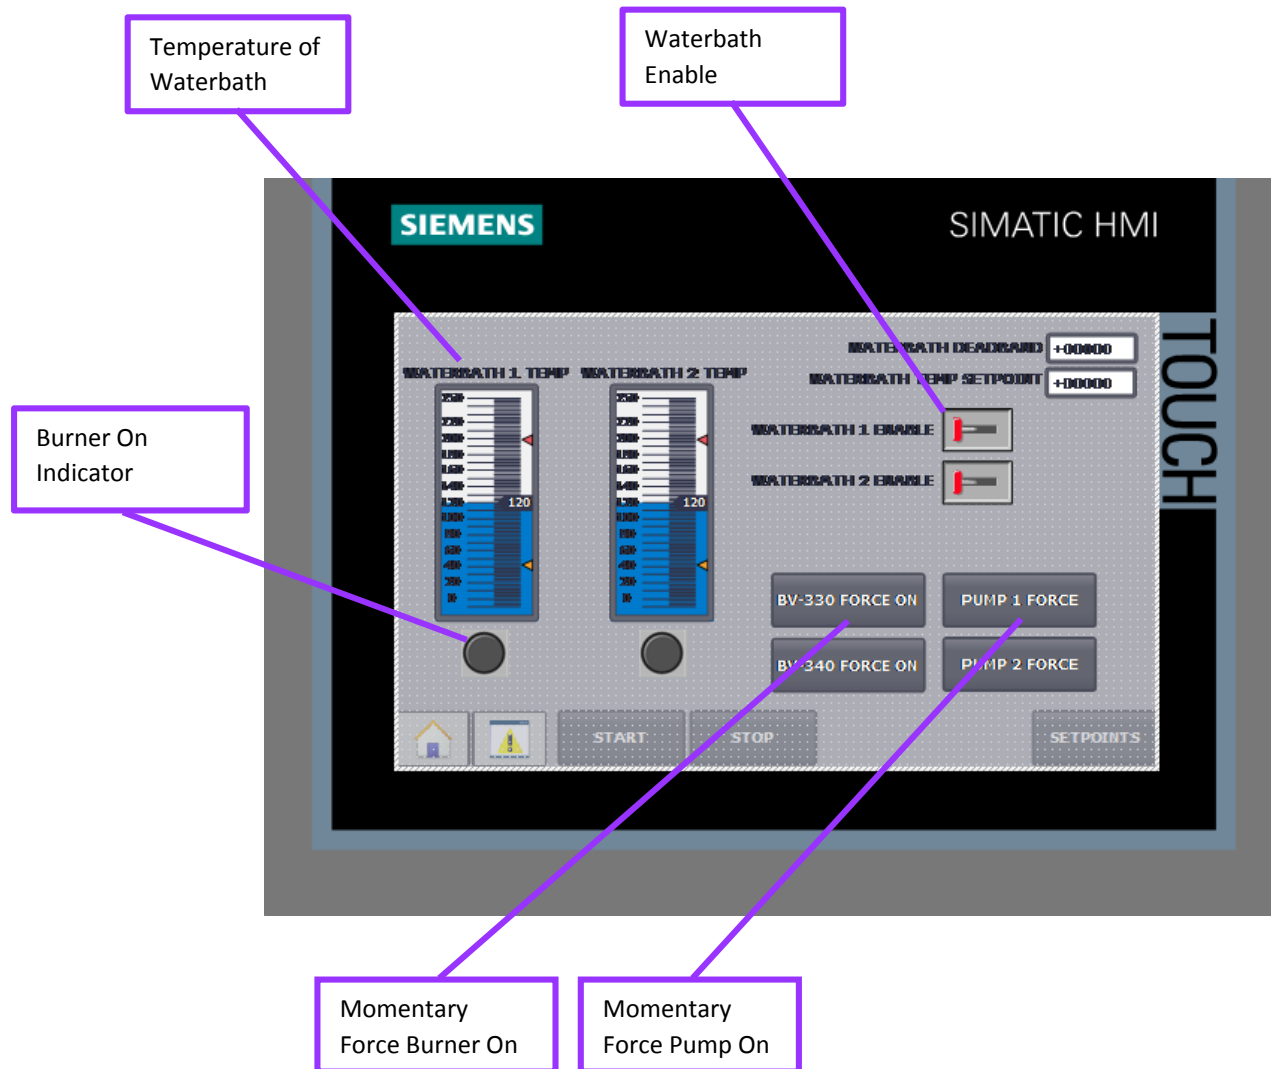 Temperature of
Waterbath
Waterbath
Enable
SIEMENS
SIMATIC HMI
TOUCH
WATERBATH DEADBAND +00000
WATERBATH TEMP SETPOINT +00000
WATERBATH 1 TEMP
WATERBATH 2 TEMP
WATERBATH 1 ENABLE
WATERBATH 2 ENABLE
Burner On
Indicator
120
120
BV-330 FORCE ON
PUMP 1 FORCE
BV-340 FORCE ON
PUMP 2 FORCE
START
STOP
SETPOINTS
Momentary
Force Burner On
Momentary
Force Pump On